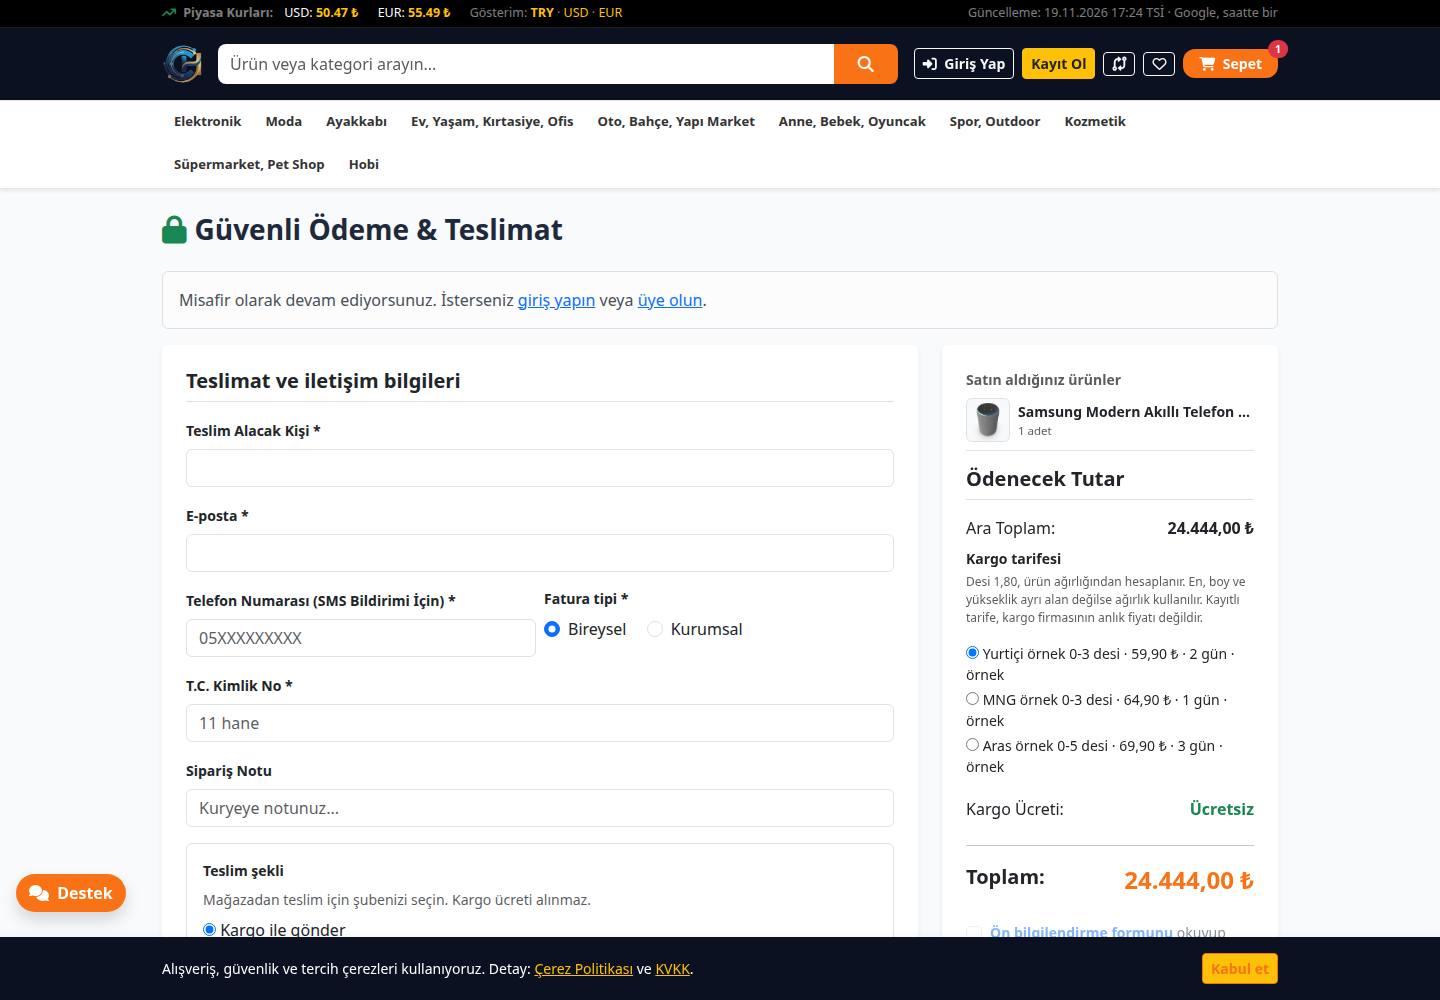 Piyasa Kurları: USD: 50.47 ₺ EUR: 55.49 ₺ Gösterim: TRY · USD · EUR
Güncelleme: 19.11.2026 17:24 TSİ · Google, saatte bir
Ürün veya kategori arayın...
Giriş Yap
Kayıt Ol
Sepet
1
Elektronik Moda Ayakkabı Ev, Yaşam, Kırtasiye, Ofis Oto, Bahçe, Yapı Market Anne, Bebek, Oyuncak Spor, Outdoor Kozmetik
Süpermarket, Pet Shop Hobi
Güvenli Ödeme & Teslimat
Misafir olarak devam ediyorsunuz. İsterseniz giriş yapın veya üye olun.
Teslimat ve iletişim bilgileri
Teslim Alacak Kişi *
E-posta *
Telefon Numarası (SMS Bildirimi İçin) *
05XXXXXXXXX
Fatura tipi *
Bireysel Kurumsal
T.C. Kimlik No *
11 hane
Sipariş Notu
Kuryeye notunuz...
Teslim şekli
Mağazadan teslim için şubenizi seçin. Kargo ücreti alınmaz.
Kargo ile gönder
Satın aldığınız ürünler
Samsung Modern Akıllı Telefon ...
1 adet
Ödenecek Tutar
Ara Toplam: 24.444,00 ₺
Kargo tarifesi
Desi 1,80, ürün ağırlığından hesaplanır. En, boy ve
yükseklik ayrı alan değilse ağırlık kullanılır. Kayıtlı
tarife, kargo firmasının anlık fiyatı değildir.
Yurtiçi örnek 0-3 desi · 59,90 ₺ · 2 gün ·
örnek
MNG örnek 0-3 desi · 64,90 ₺ · 1 gün ·
örnek
Aras örnek 0-5 desi · 69,90 ₺ · 3 gün ·
örnek
Kargo Ücreti: Ücretsiz
Toplam: 24.444,00 ₺
Ön bilgilendirme formunu okuyup
Destek
Alışveriş, güvenlik ve tercih çerezleri kullanıyoruz. Detay: Çerez Politikası ve KVKK.
Kabul et